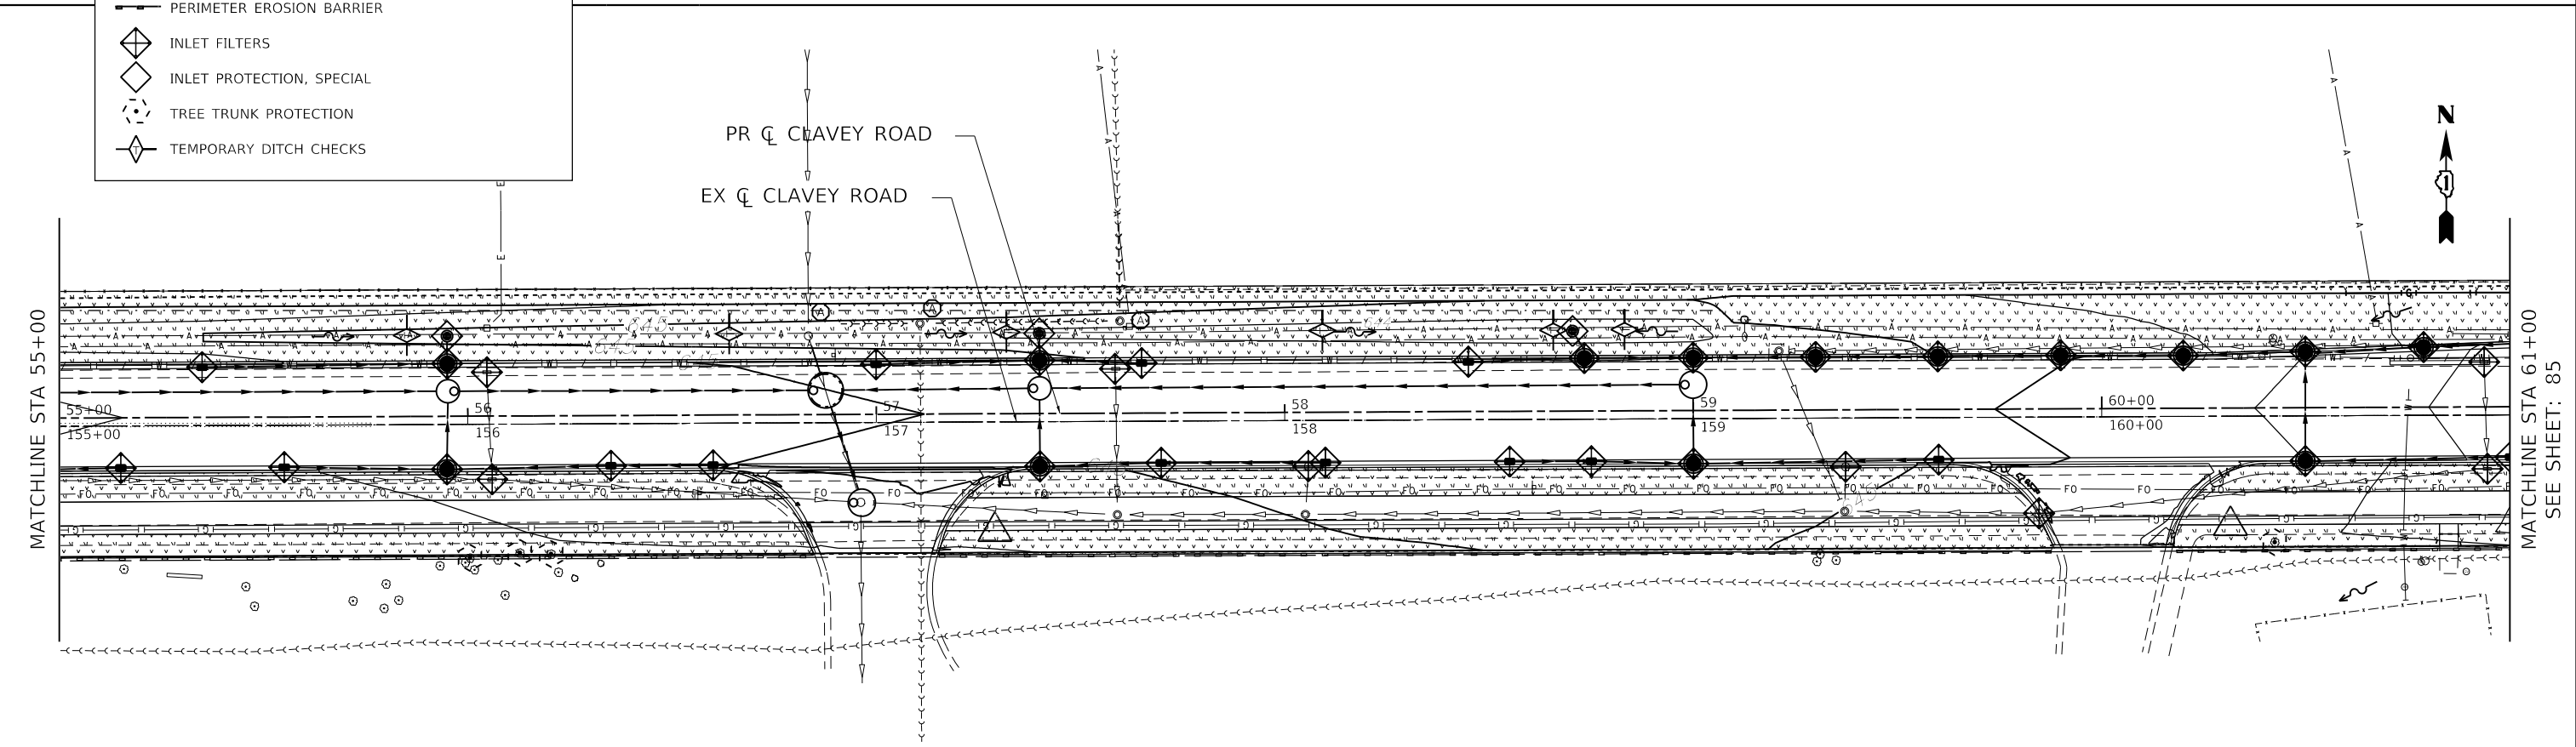 PERIMETER EROSION BARRIER
INLET FILTERS
INLET PROTECTION, SPECIAL
TREE TRUNK PROTECTION
T TEMPORARY DITCH CHECKS
PR ℄ CLAVEY ROAD
EX ℄ CLAVEY ROAD
N
MATCHLINE STA 55+00
MATCHLINE STA 61+00
SEE SHEET: 85
55+00
56
57
58
59
60+00
155+00
156
157
158
159
160+00